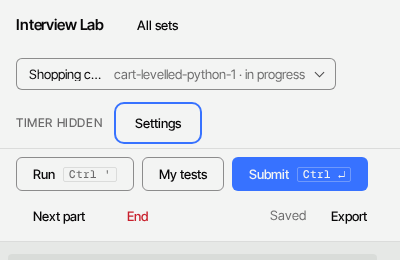 Interview Lab All sets
Shopping c... cart-levelled-python-1 · in progress
TIMER HIDDEN Settings
Run Ctrl ' My tests Submit Ctrl ↵
Next part End Saved Export